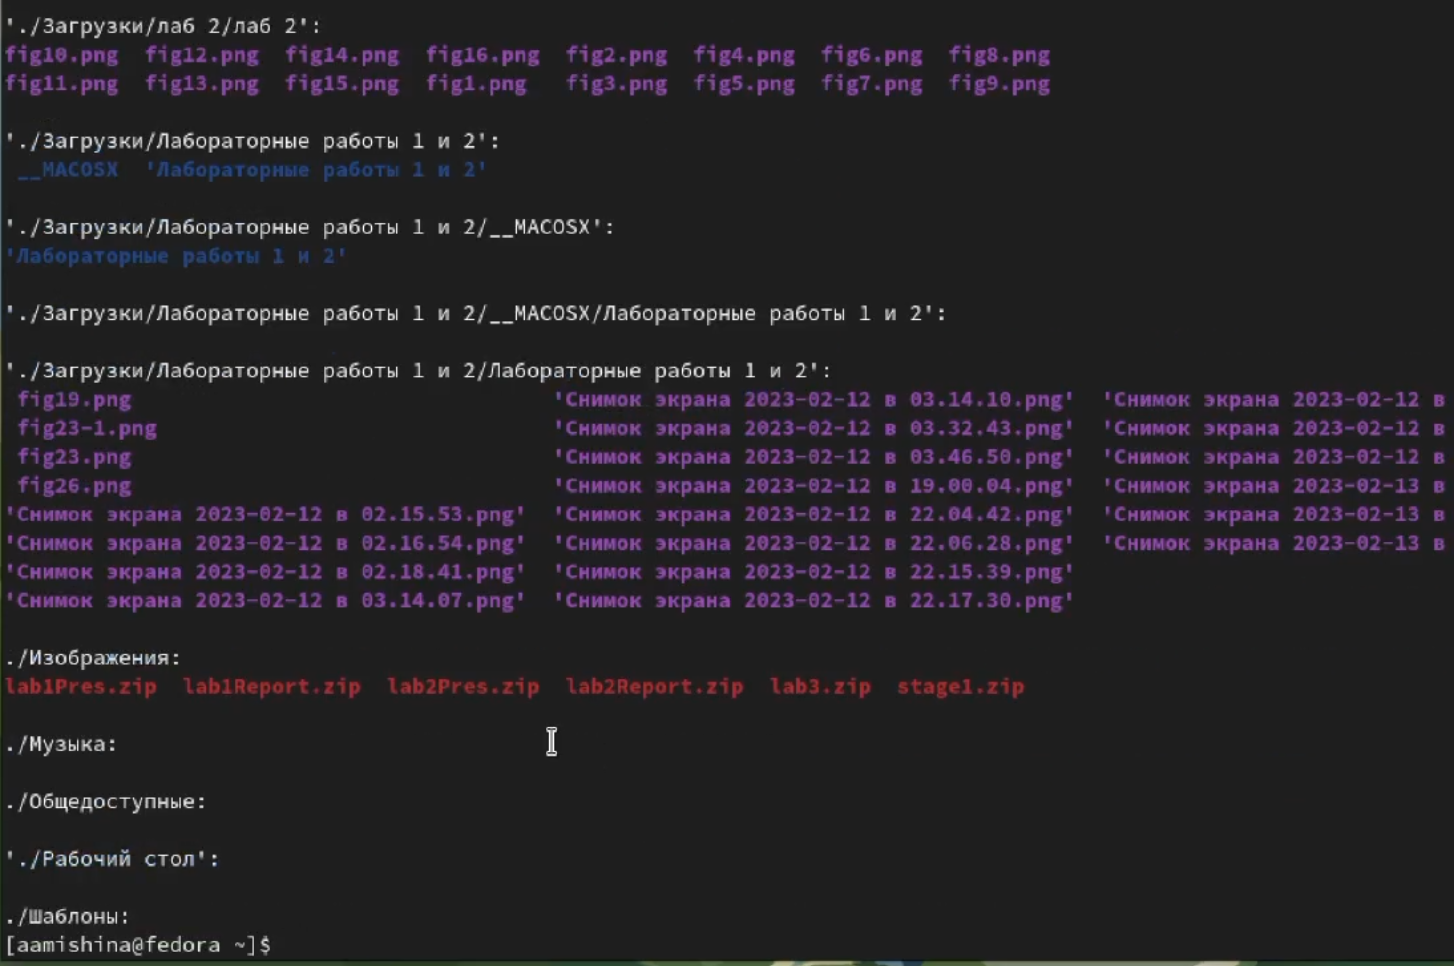 './Загрузки/лаб 2/лаб 2':
fig10.png  fig12.png  fig14.png  fig16.png  fig2.png  fig4.png  fig6.png  fig8.png
fig11.png  fig13.png  fig15.png  fig1.png   fig3.png  fig5.png  fig7.png  fig9.png
'./Загрузки/Лабораторные работы 1 и 2':
 __MACOSX  'Лабораторные работы 1 и 2'
'./Загрузки/Лабораторные работы 1 и 2/__MACOSX':
'Лабораторные работы 1 и 2'
'./Загрузки/Лабораторные работы 1 и 2/__MACOSX/Лабораторные работы 1 и 2':
'./Загрузки/Лабораторные работы 1 и 2/Лабораторные работы 1 и 2':
 fig19.png                                 'Снимок экрана 2023-02-12 в 03.14.10.png'  'Снимок экрана 2023-02-12 в
 fig23-1.png                               'Снимок экрана 2023-02-12 в 03.32.43.png'  'Снимок экрана 2023-02-12 в
 fig23.png                                 'Снимок экрана 2023-02-12 в 03.46.50.png'  'Снимок экрана 2023-02-12 в
 fig26.png                                 'Снимок экрана 2023-02-12 в 19.00.04.png'  'Снимок экрана 2023-02-13 в
'Снимок экрана 2023-02-12 в 02.15.53.png'  'Снимок экрана 2023-02-12 в 22.04.42.png'  'Снимок экрана 2023-02-13 в
'Снимок экрана 2023-02-12 в 02.16.54.png'  'Снимок экрана 2023-02-12 в 22.06.28.png'  'Снимок экрана 2023-02-13 в
'Снимок экрана 2023-02-12 в 02.18.41.png'  'Снимок экрана 2023-02-12 в 22.15.39.png'
'Снимок экрана 2023-02-12 в 03.14.07.png'  'Снимок экрана 2023-02-12 в 22.17.30.png'
./Изображения:
lab1Pres.zip  lab1Report.zip  lab2Pres.zip  lab2Report.zip  lab3.zip  stage1.zip
./Музыка:
./Общедоступные:
'./Рабочий стол':
./Шаблоны:
[aamishina@fedora ~]$